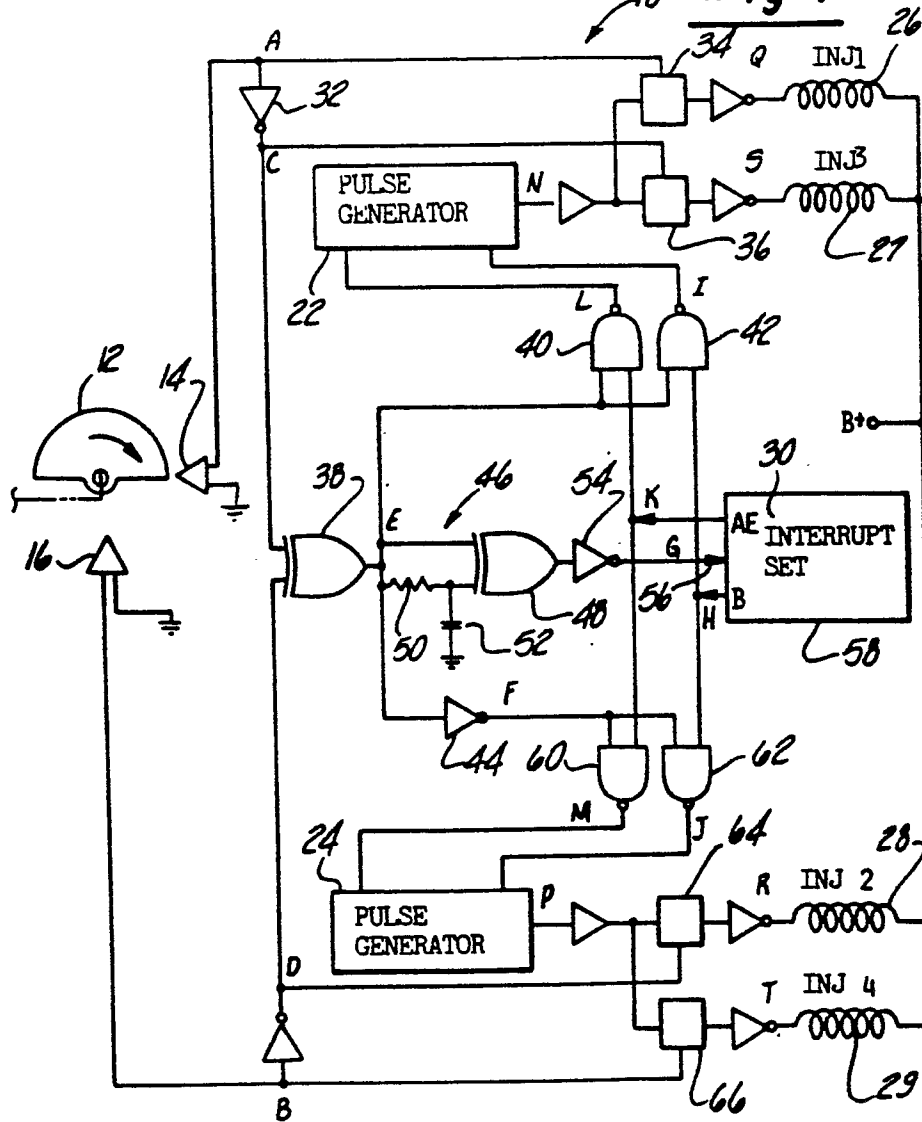 A
34
Q
INJ1
26
32
C
PULSE
GENERATOR
N
S
INJ3
36
27
22
L
I
40
42
12
14
B+
38
E
46
54
K
30
AE
INTERRUPT
SET
G
56
H
B
16
50
52
48
58
F
44
60
62
M
J
64
24
28
PULSE
GENERATOR
P
R
INJ 2
D
T
INJ 4
66
29
B